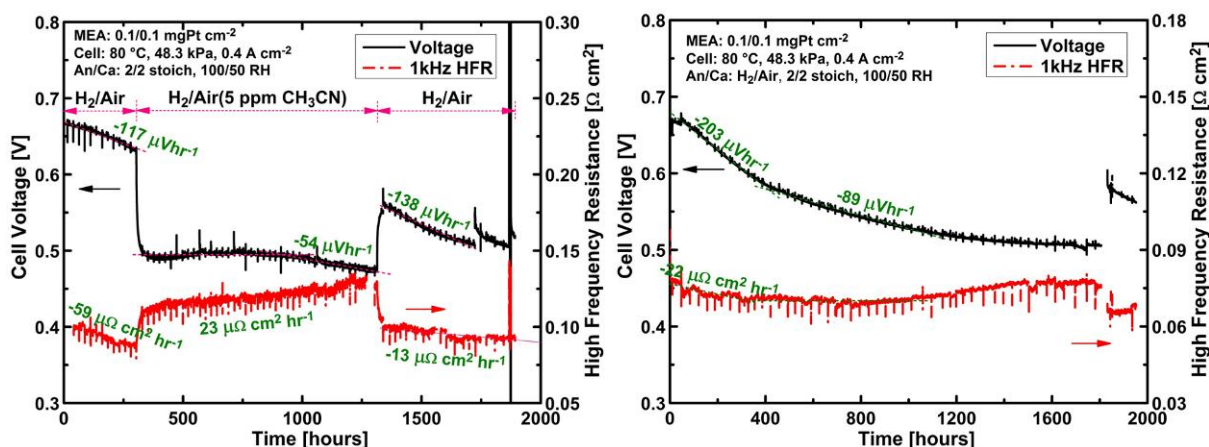 MEA: 0.1/0.1 mgPt cm-2
Cell: 80 °C, 48.3 kPa, 0.4 A cm-2
An/Ca: 2/2 stoich, 100/50 RH
Voltage
1kHz HFR
H2/Air
H2/Air(5 ppm CH3CN)
H2/Air
-117 µVhr-1
-138 µVhr-1
-54 µVhr-1
-59 µΩ cm2 hr-1
23 µΩ cm2 hr-1
-13 µΩ cm2 hr-1
Cell Voltage [V]
0.8
0.7
0.6
0.5
0.4
0.3
High Frequency Resistance [Ω cm2]
0.30
0.25
0.20
0.15
0.10
0.05
0
500
1000
1500
2000
Time [hours]
MEA: 0.1/0.1 mgPt cm-2
Cell: 80 °C, 48.3 kPa, 0.4 A cm-2
An/Ca: H2/Air, 2/2 stoich, 100/50 RH
Voltage
1kHz HFR
-203 µVhr-1
-89 µVhr-1
-22 µΩ cm2 hr-1
Cell Voltage [V]
0.8
0.7
0.6
0.5
0.4
0.3
High Frequency Resistance [Ω cm2]
0.18
0.15
0.12
0.09
0.06
0.03
0
400
800
1200
1600
2000
Time [hours]